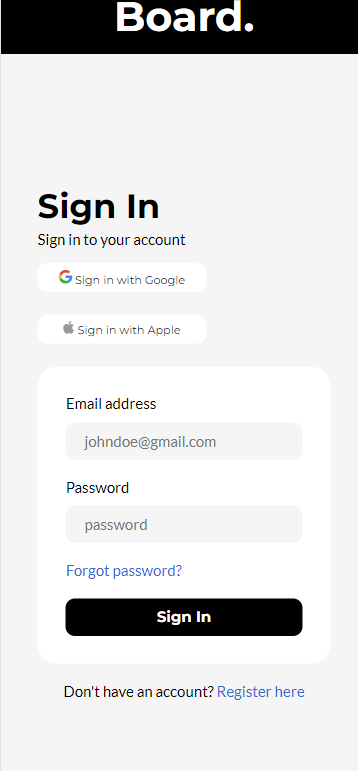 Board.
Sign In
Sign in to your account
Sign in with Google
Sign in with Apple
Email address
johndoe@gmail.com
Password
password
Forgot password?
Sign In
Don't have an account? Register here